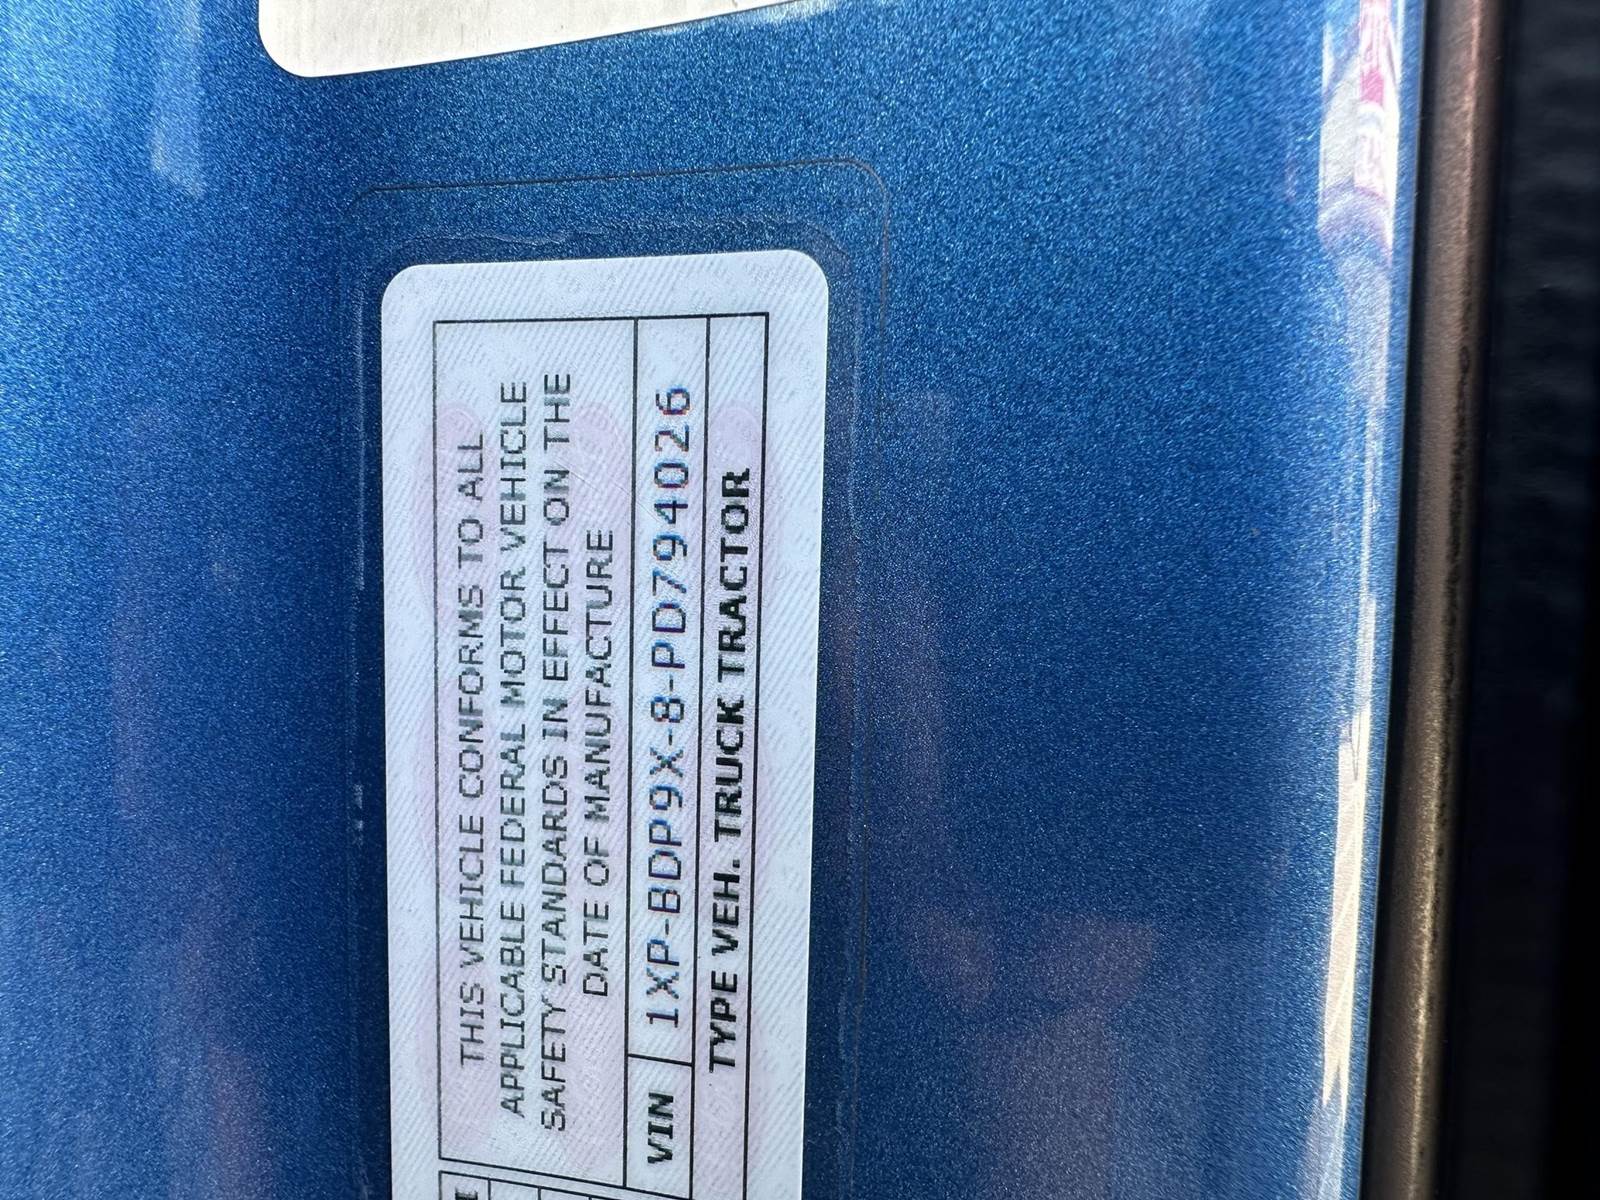 THIS VEHICLE CONFORMS TO ALL
APPLICABLE FEDERAL MOTOR VEHICLE
SAFETY STANDARDS IN EFFECT ON THE
DATE OF MANUFACTURE
VIN 1XP-BDP9X-8-PD794026
TYPE VEH. TRUCK TRACTOR